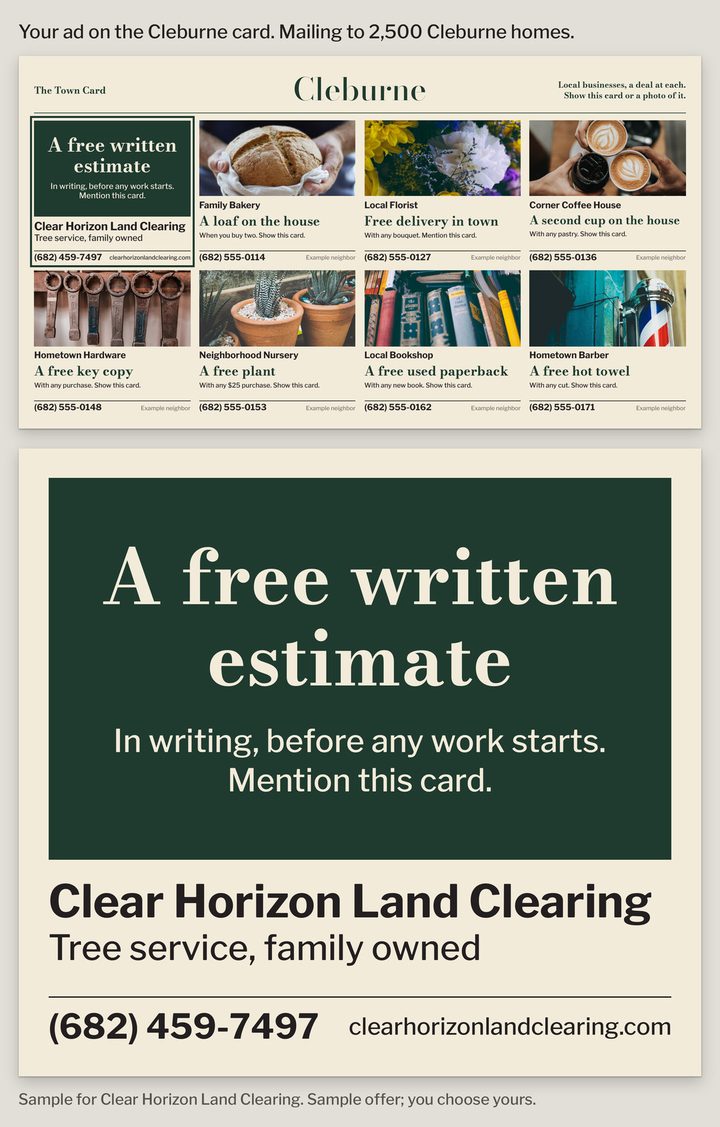 Your ad on the Cleburne card. Mailing to 2,500 Cleburne homes.
The Town Card
Cleburne
Local businesses, a deal at each.
Show this card or a photo of it.
A free written
estimate
In writing, before any work starts.
Mention this card.
Clear Horizon Land Clearing
Tree service, family owned
(682) 459-7497 clearhorizonlandclearing.com
Family Bakery
A loaf on the house
When you buy two. Show this card.
(682) 555-0114 Example neighbor
Local Florist
Free delivery in town
With any bouquet. Mention this card.
(682) 555-0127 Example neighbor
Corner Coffee House
A second cup on the house
With any pastry. Show this card.
(682) 555-0136 Example neighbor
Hometown Hardware
A free key copy
With any purchase. Show this card.
(682) 555-0148 Example neighbor
Neighborhood Nursery
A free plant
With any $25 purchase. Show this card.
(682) 555-0153 Example neighbor
Local Bookshop
A free used paperback
With any new book. Show this card.
(682) 555-0162 Example neighbor
Hometown Barber
A free hot towel
With any cut. Show this card.
(682) 555-0171 Example neighbor
A free written
estimate
In writing, before any work starts.
Mention this card.
Clear Horizon Land Clearing
Tree service, family owned
(682) 459-7497 clearhorizonlandclearing.com
Sample for Clear Horizon Land Clearing. Sample offer; you choose yours.